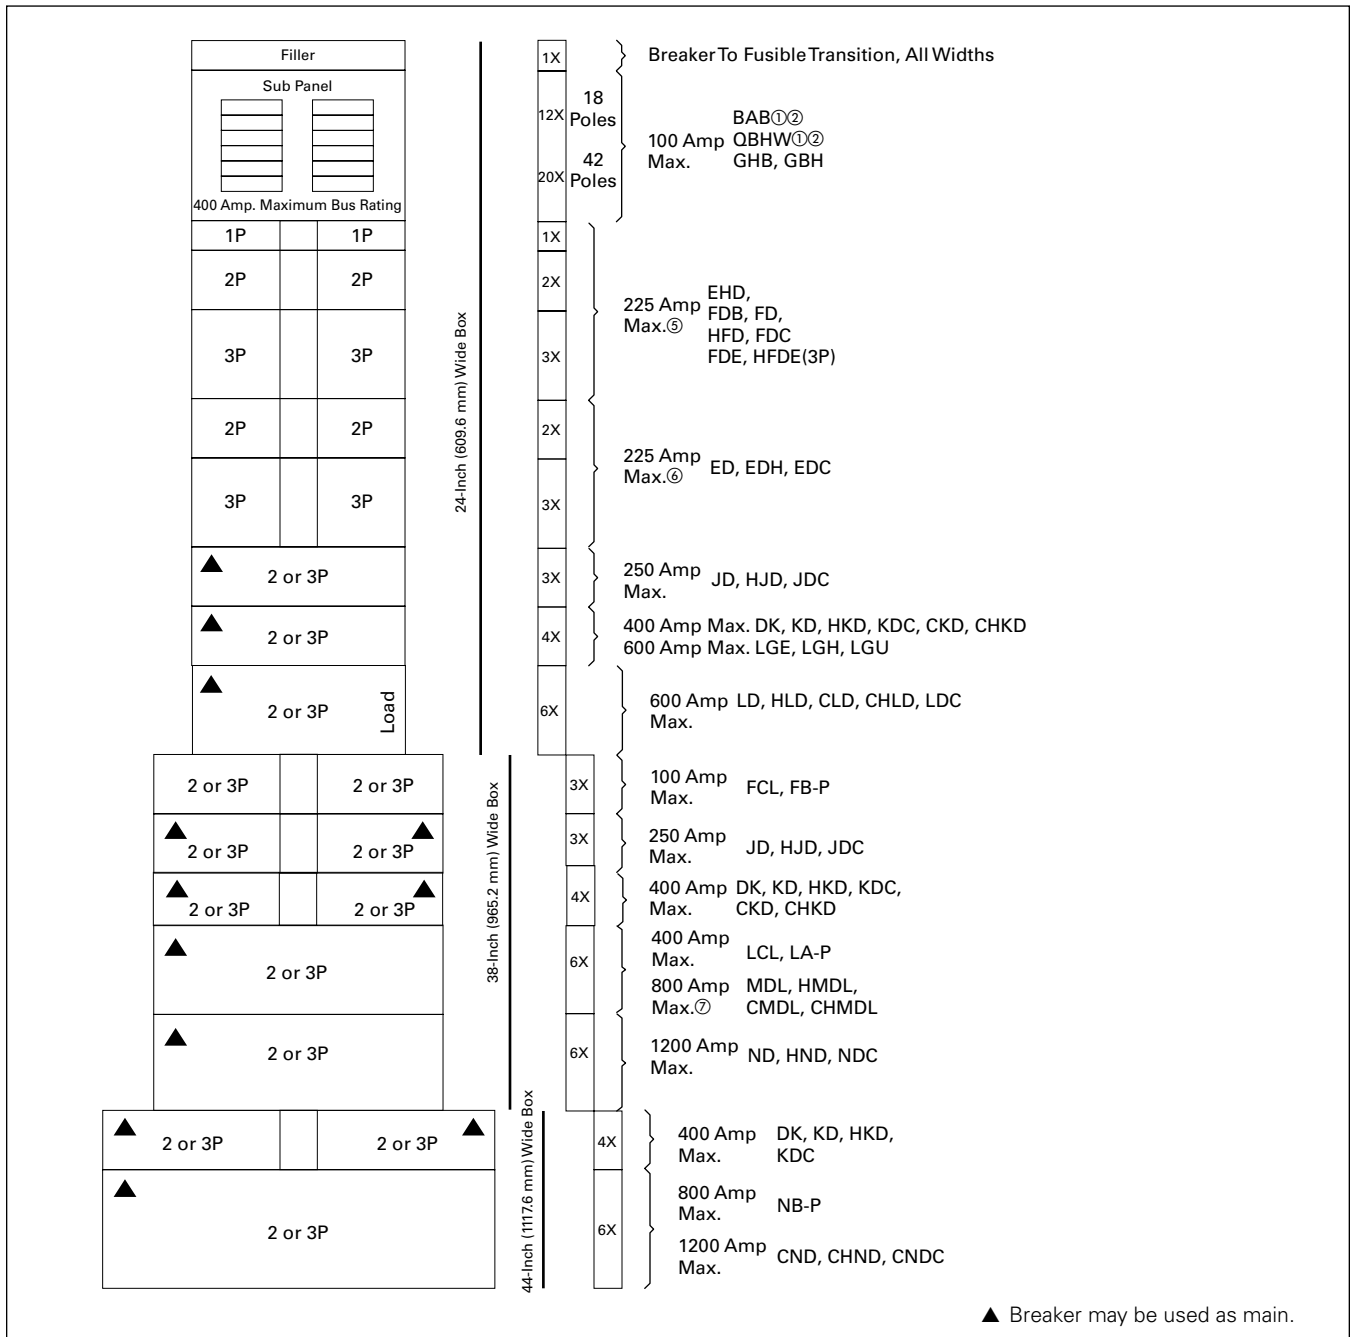 Filler
1X
Breaker To Fusible Transition, All Widths
Sub Panel
400 Amp. Maximum Bus Rating
12X
18 Poles
20X
42 Poles
100 Amp Max.
BAB①②
QBHW①②
GHB, GBH
1P 1P
1X
2P 2P
2X
3P 3P
3X
225 Amp Max.⑤
EHD,
FDB, FD,
HFD, FDC
FDE, HFDE(3P)
2P 2P
2X
3P 3P
3X
225 Amp Max.⑥
ED, EDH, EDC
▲ 2 or 3P
3X
250 Amp Max.
JD, HJD, JDC
▲ 2 or 3P
4X
400 Amp Max. DK, KD, HKD, KDC, CKD, CHKD
600 Amp Max. LGE, LGH, LGU
▲ 2 or 3P Load
6X
600 Amp Max.
LD, HLD, CLD, CHLD, LDC
24-Inch (609.6 mm) Wide Box
2 or 3P 2 or 3P
3X
100 Amp Max.
FCL, FB-P
▲ 2 or 3P ▲ 2 or 3P
3X
250 Amp Max.
JD, HJD, JDC
▲ 2 or 3P ▲ 2 or 3P
4X
400 Amp Max.
DK, KD, HKD, KDC,
CKD, CHKD
▲ 2 or 3P
6X
400 Amp Max.
LCL, LA-P
800 Amp Max.⑦
MDL, HMDL,
CMDL, CHMDL
▲ 2 or 3P
6X
1200 Amp Max.
ND, HND, NDC
38-Inch (965.2 mm) Wide Box
▲ 2 or 3P 2 or 3P ▲
4X
400 Amp Max.
DK, KD, HKD,
KDC
▲ 2 or 3P
6X
800 Amp Max.
NB-P
1200 Amp Max.
CND, CHND, CNDC
44-Inch (1117.6 mm) Wide Box
▲ Breaker may be used as main.